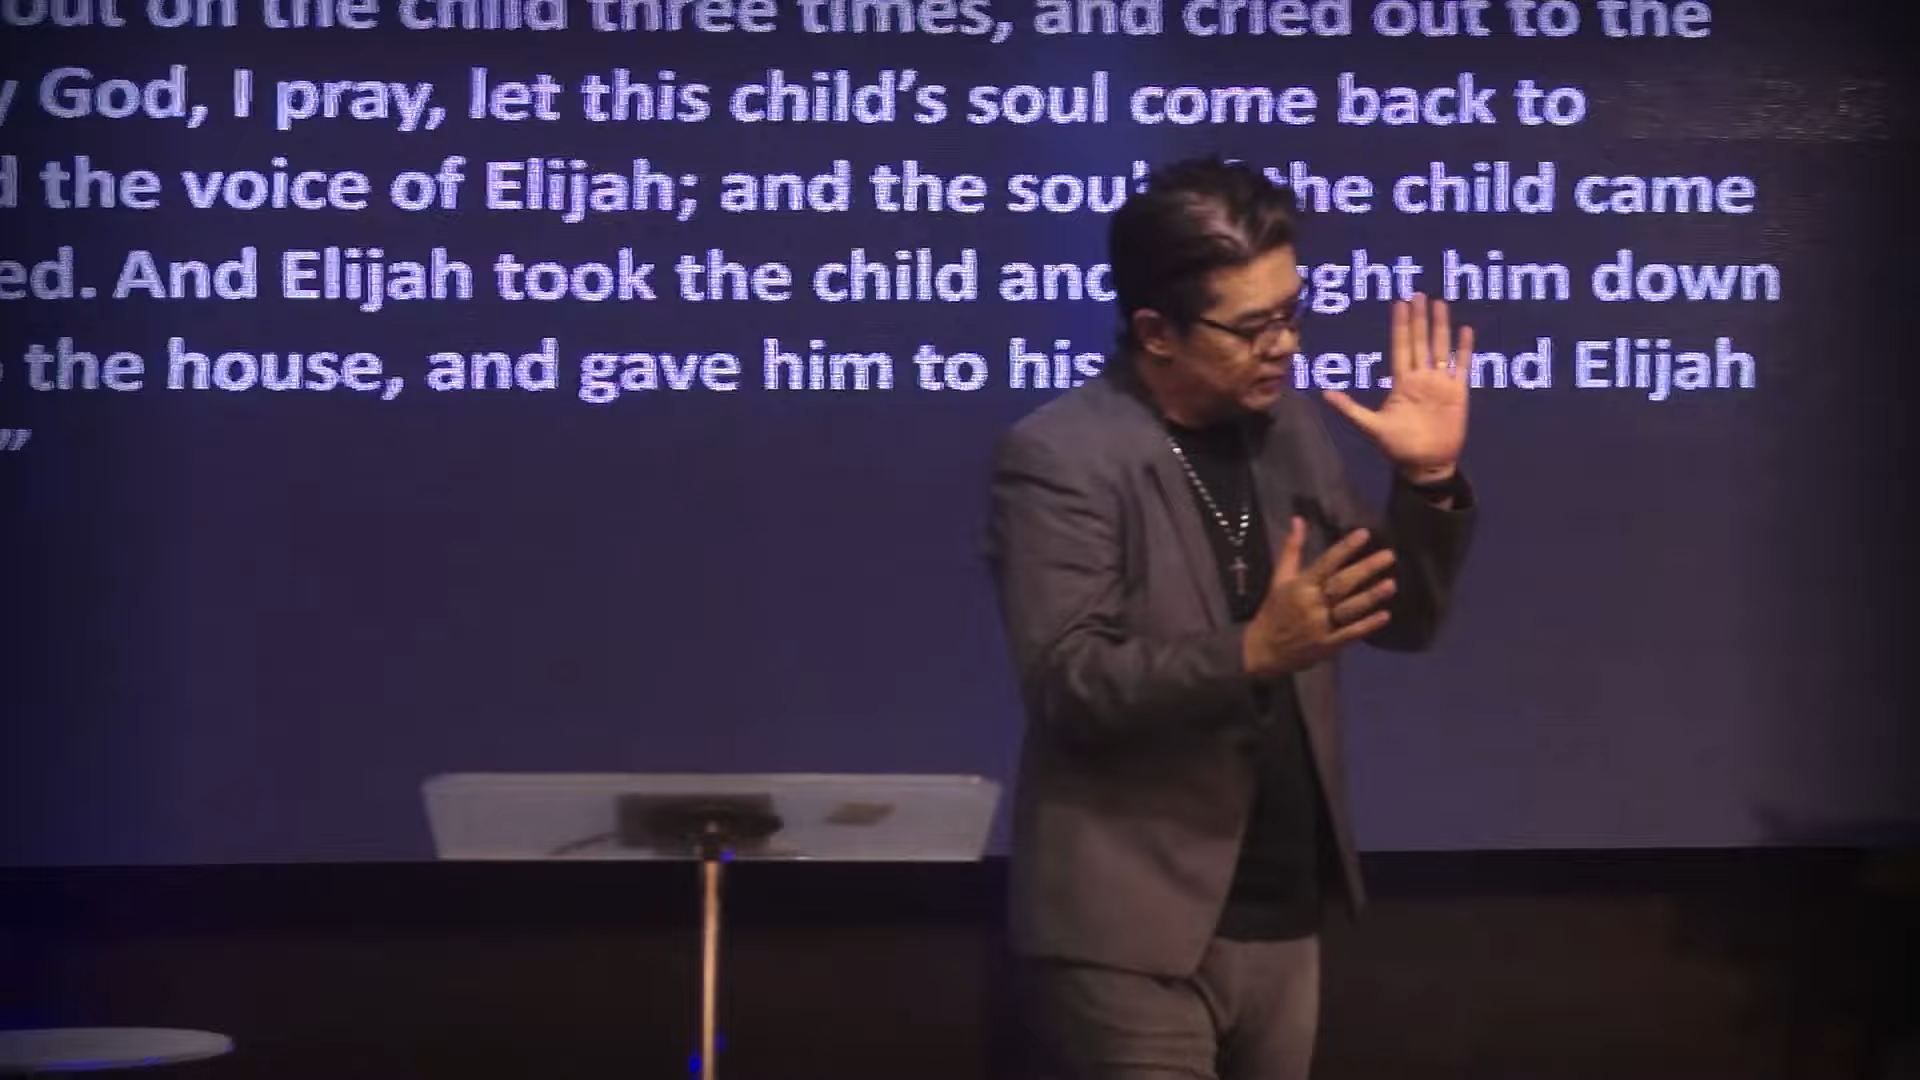 out on the child three times, and cried out to the
God, I pray, let this child's soul come back to
the voice of Elijah; and the the child came
ed. And Elijah took the child and him down
the house, and gave him to his Elijah
”